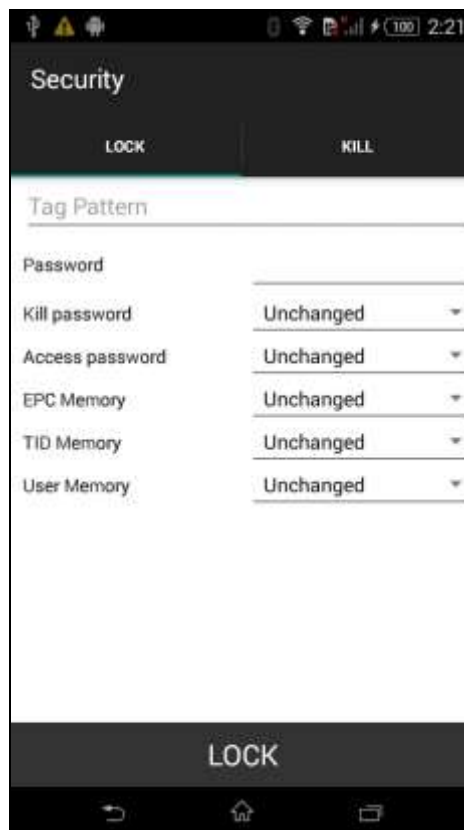 100 2:21
Security
LOCK KILL
Tag Pattern
Password
Kill password Unchanged
Access password Unchanged
EPC Memory Unchanged
TID Memory Unchanged
User Memory Unchanged
LOCK